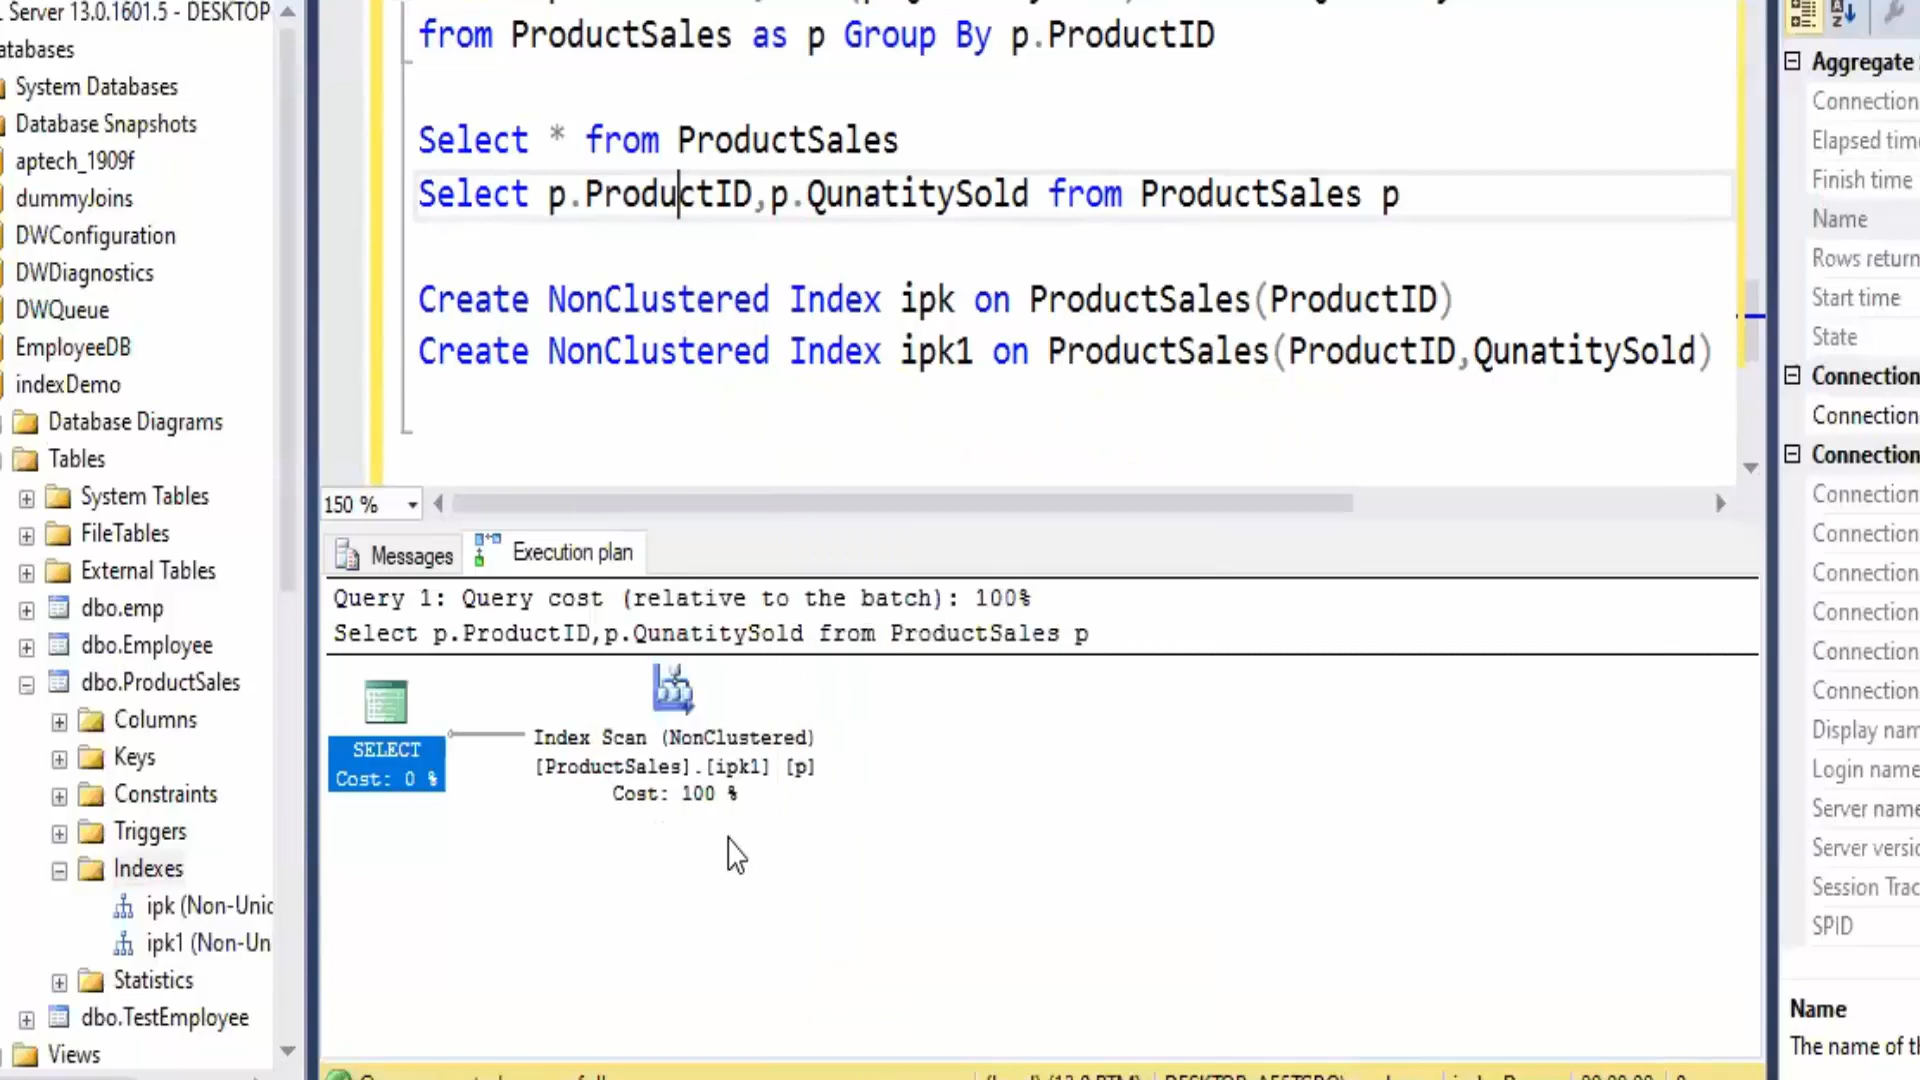 Server 13.0.1601.5 - DESKTOP
System Databases
Database Snapshots
aptech_1909f
dummyJoins
DWConfiguration
DWDiagnostics
DWQueue
EmployeeDB
indexDemo
Database Diagrams
Tables
System Tables
FileTables
External Tables
dbo.emp
dbo.Employee
dbo.ProductSales
Columns
Keys
Constraints
Triggers
Indexes
ipk (Non-Unic
ipk1 (Non-Un
Statistics
dbo.TestEmployee
Views
from ProductSales as p Group By p.ProductID
Select * from ProductSales
Select p.ProductID,p.QunatitySold from ProductSales p
Create NonClustered Index ipk on ProductSales(ProductID)
Create NonClustered Index ipk1 on ProductSales(ProductID,QunatitySold)
150 %
Messages
Execution plan
Query 1: Query cost (relative to the batch): 100%
Select p.ProductID,p.QunatitySold from ProductSales p
SELECT
Cost: 0 %
Index Scan (NonClustered)
[ProductSales].[ipk1] [p]
Cost: 100 %
Aggregate
Connection
Elapsed time
Finish time
Name
Rows return
Start time
State
Connection
Connection
Connection
Connection
Connection
Connection
Connection
Connection
Connection
Display nam
Login name
Server name
Server versio
Session Trac
SPID
Name
The name of th